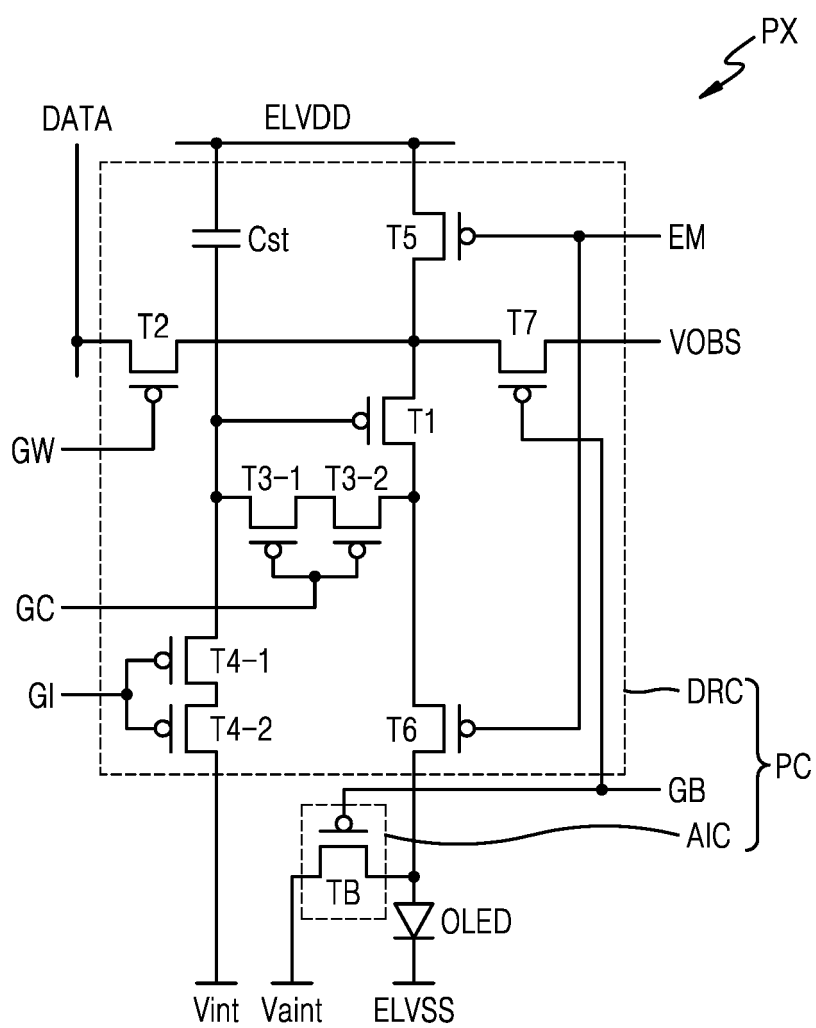 PX
DATA
ELVDD
Cst
T5
EM
T2
T7
VOBS
T1
GW
T3-1
T3-2
GC
T4-1
GI
DRC
T4-2
T6
PC
GB
AIC
TB
OLED
Vint
Vaint
ELVSS